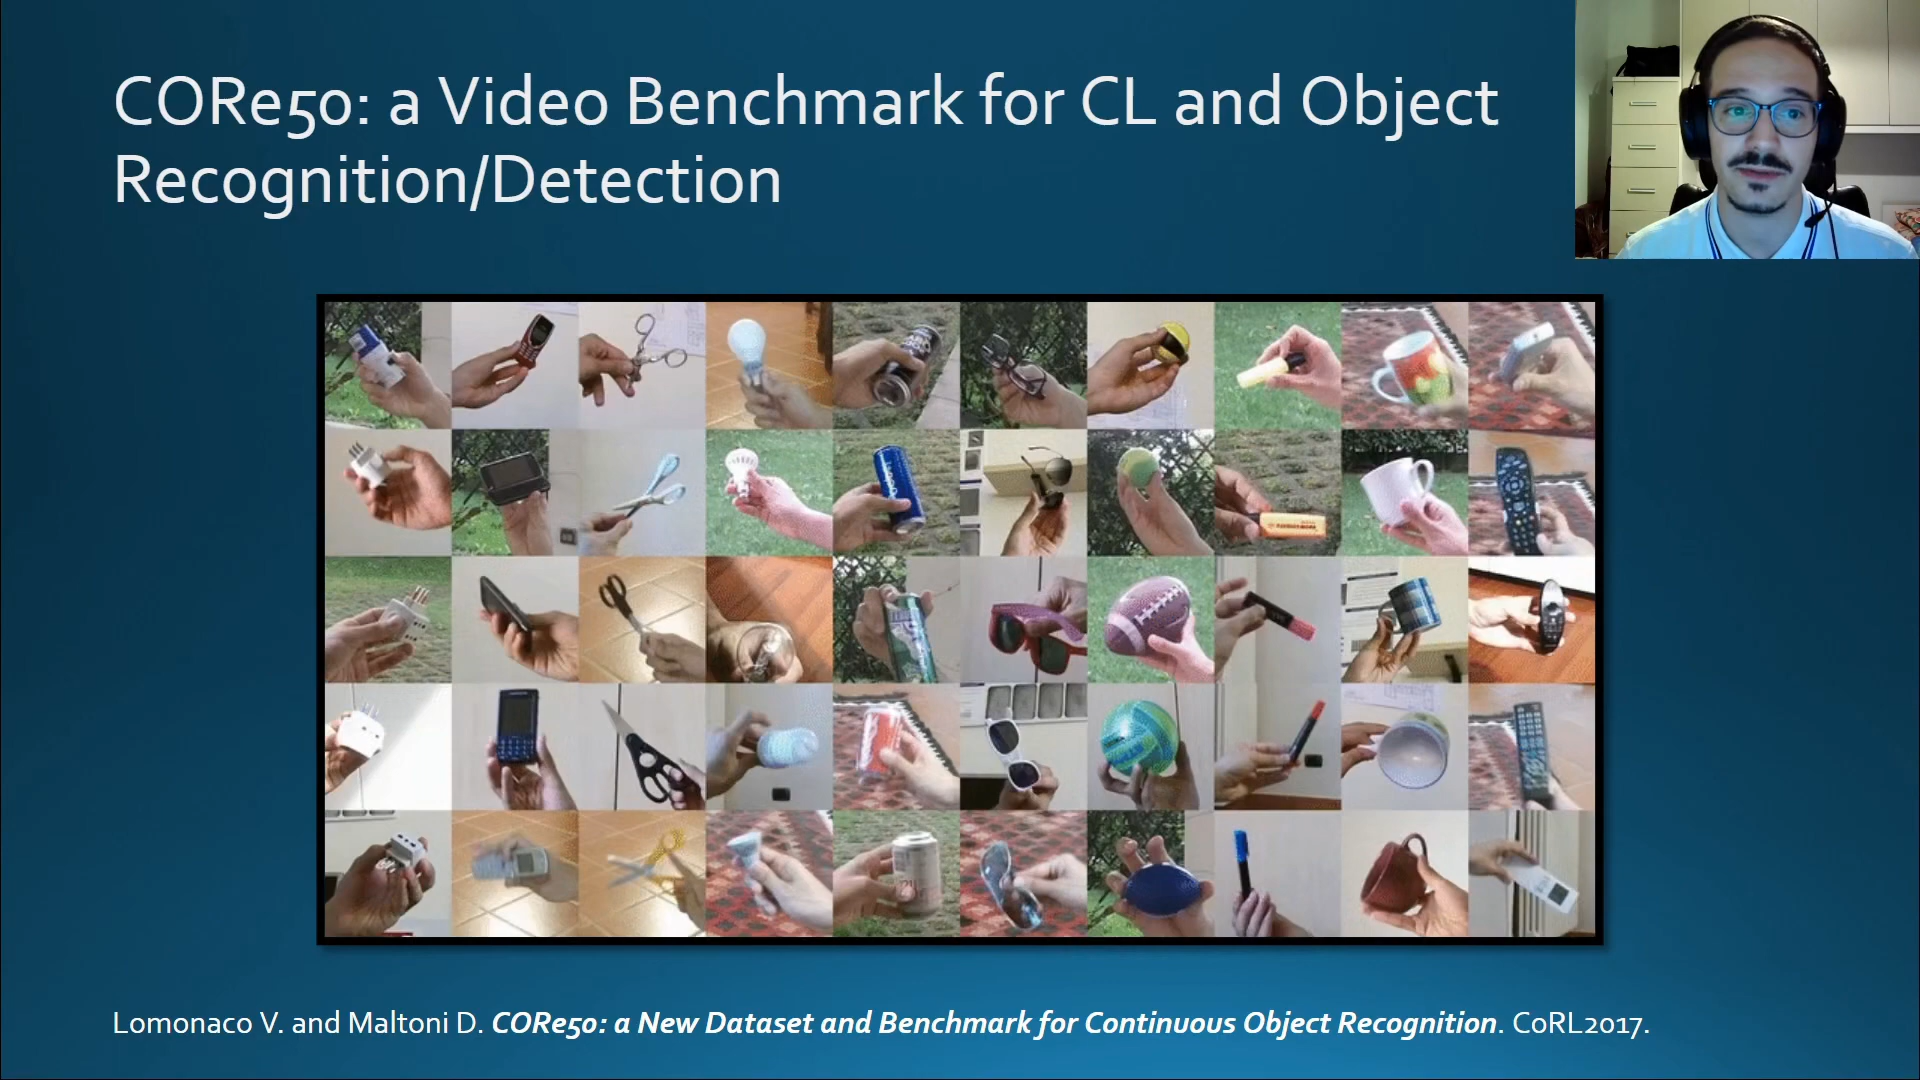 CORe50: a Video Benchmark for CL and Object
Recognition/Detection
Lomonaco V. and Maltoni D. CORe50: a New Dataset and Benchmark for Continuous Object Recognition. CoRL2017.